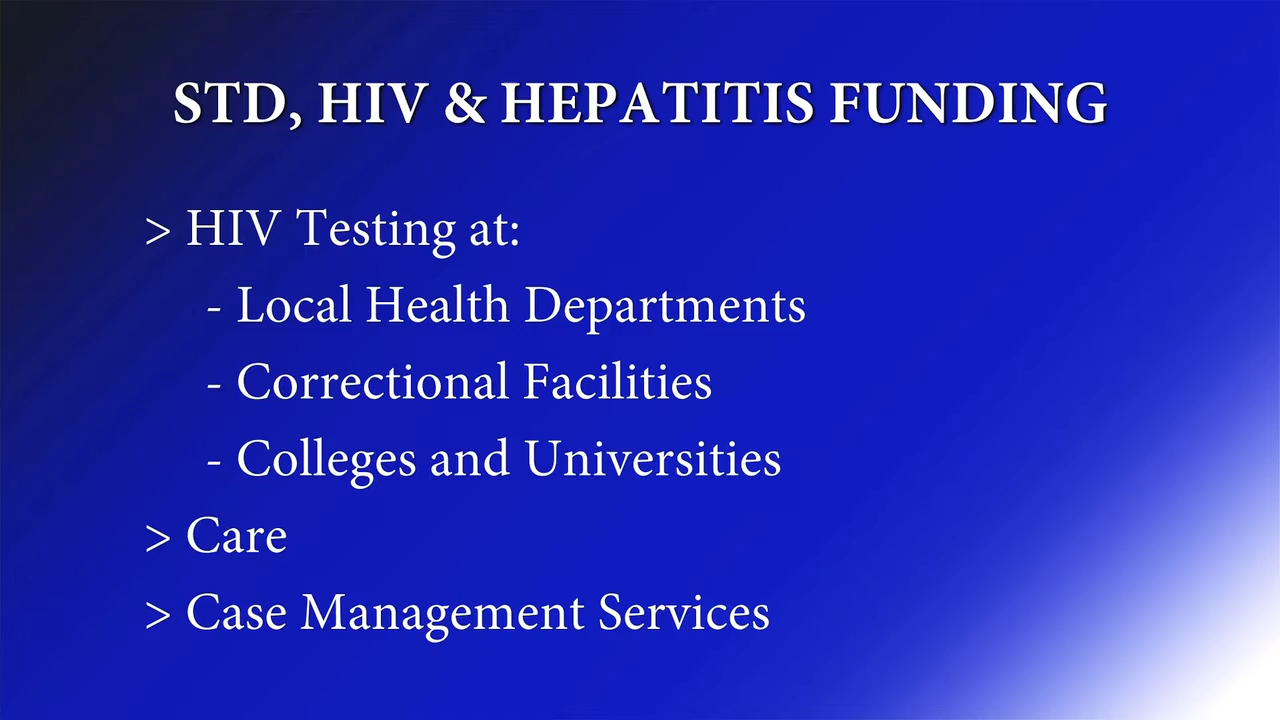 STD, HIV & HEPATITIS FUNDING
> HIV Testing at:
- Local Health Departments
- Correctional Facilities
- Colleges and Universities
> Care
> Case Management Services